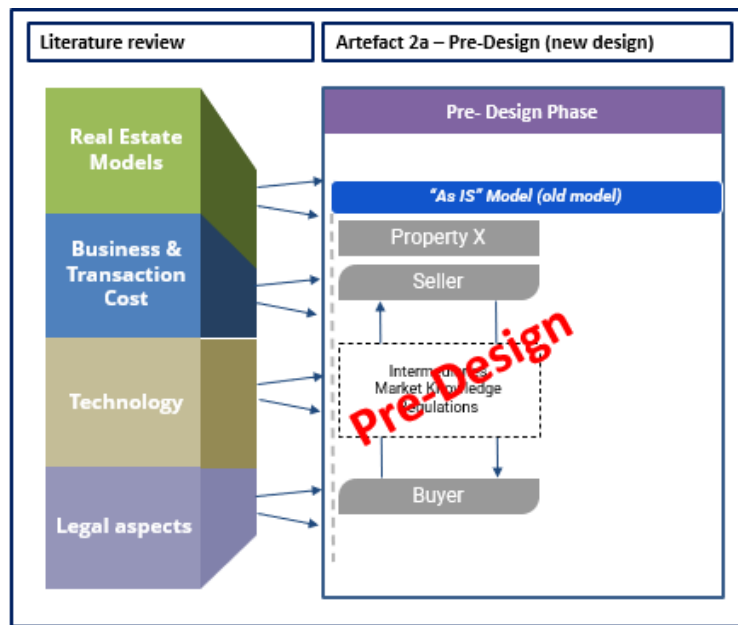 Literature review
Artefact 2a – Pre-Design (new design)
Real Estate
Models
Business &
Transaction
Cost
Technology
Legal aspects
Pre- Design Phase
“As IS” Model (old model)
Property X
Seller
Market Knowledge
Buyer
Pre-Design